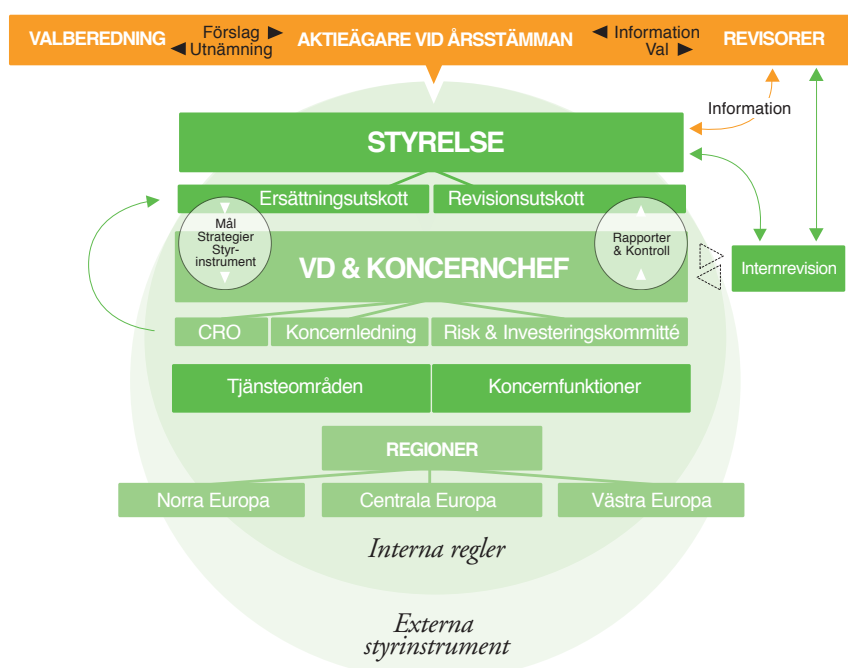 VALBEREDNING
Förslag
Utnämning
AKTIEÄGARE VID ÅRSSTÄMMAN
Information
Val
REVISORER
Information
STYRELSE
Ersättningsutskott
Revisionsutskott
Mål
Strategier
Styr-
instrument
Rapporter
& Kontroll
VD & KONCERNCHEF
Internrevision
CRO
Koncernledning
Risk & Investeringskommitté
Tjänsteområden
Koncernfunktioner
REGIONER
Norra Europa
Centrala Europa
Västra Europa
Interna regler
Externa
styrinstrument